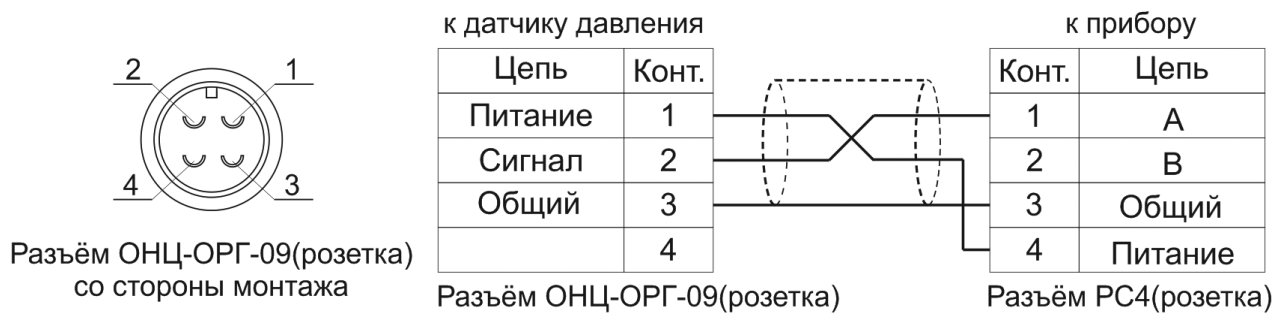 2
1
4
3
Разъём ОНЦ-ОРГ-09(розетка)
со стороны монтажа
к датчику давления
Цепь Конт.
Питание 1
Сигнал 2
Общий 3
4
Разъём ОНЦ-ОРГ-09(розетка)
к прибору
Конт. Цепь
1 А
2 В
3 Общий
4 Питание
Разъём РС4(розетка)